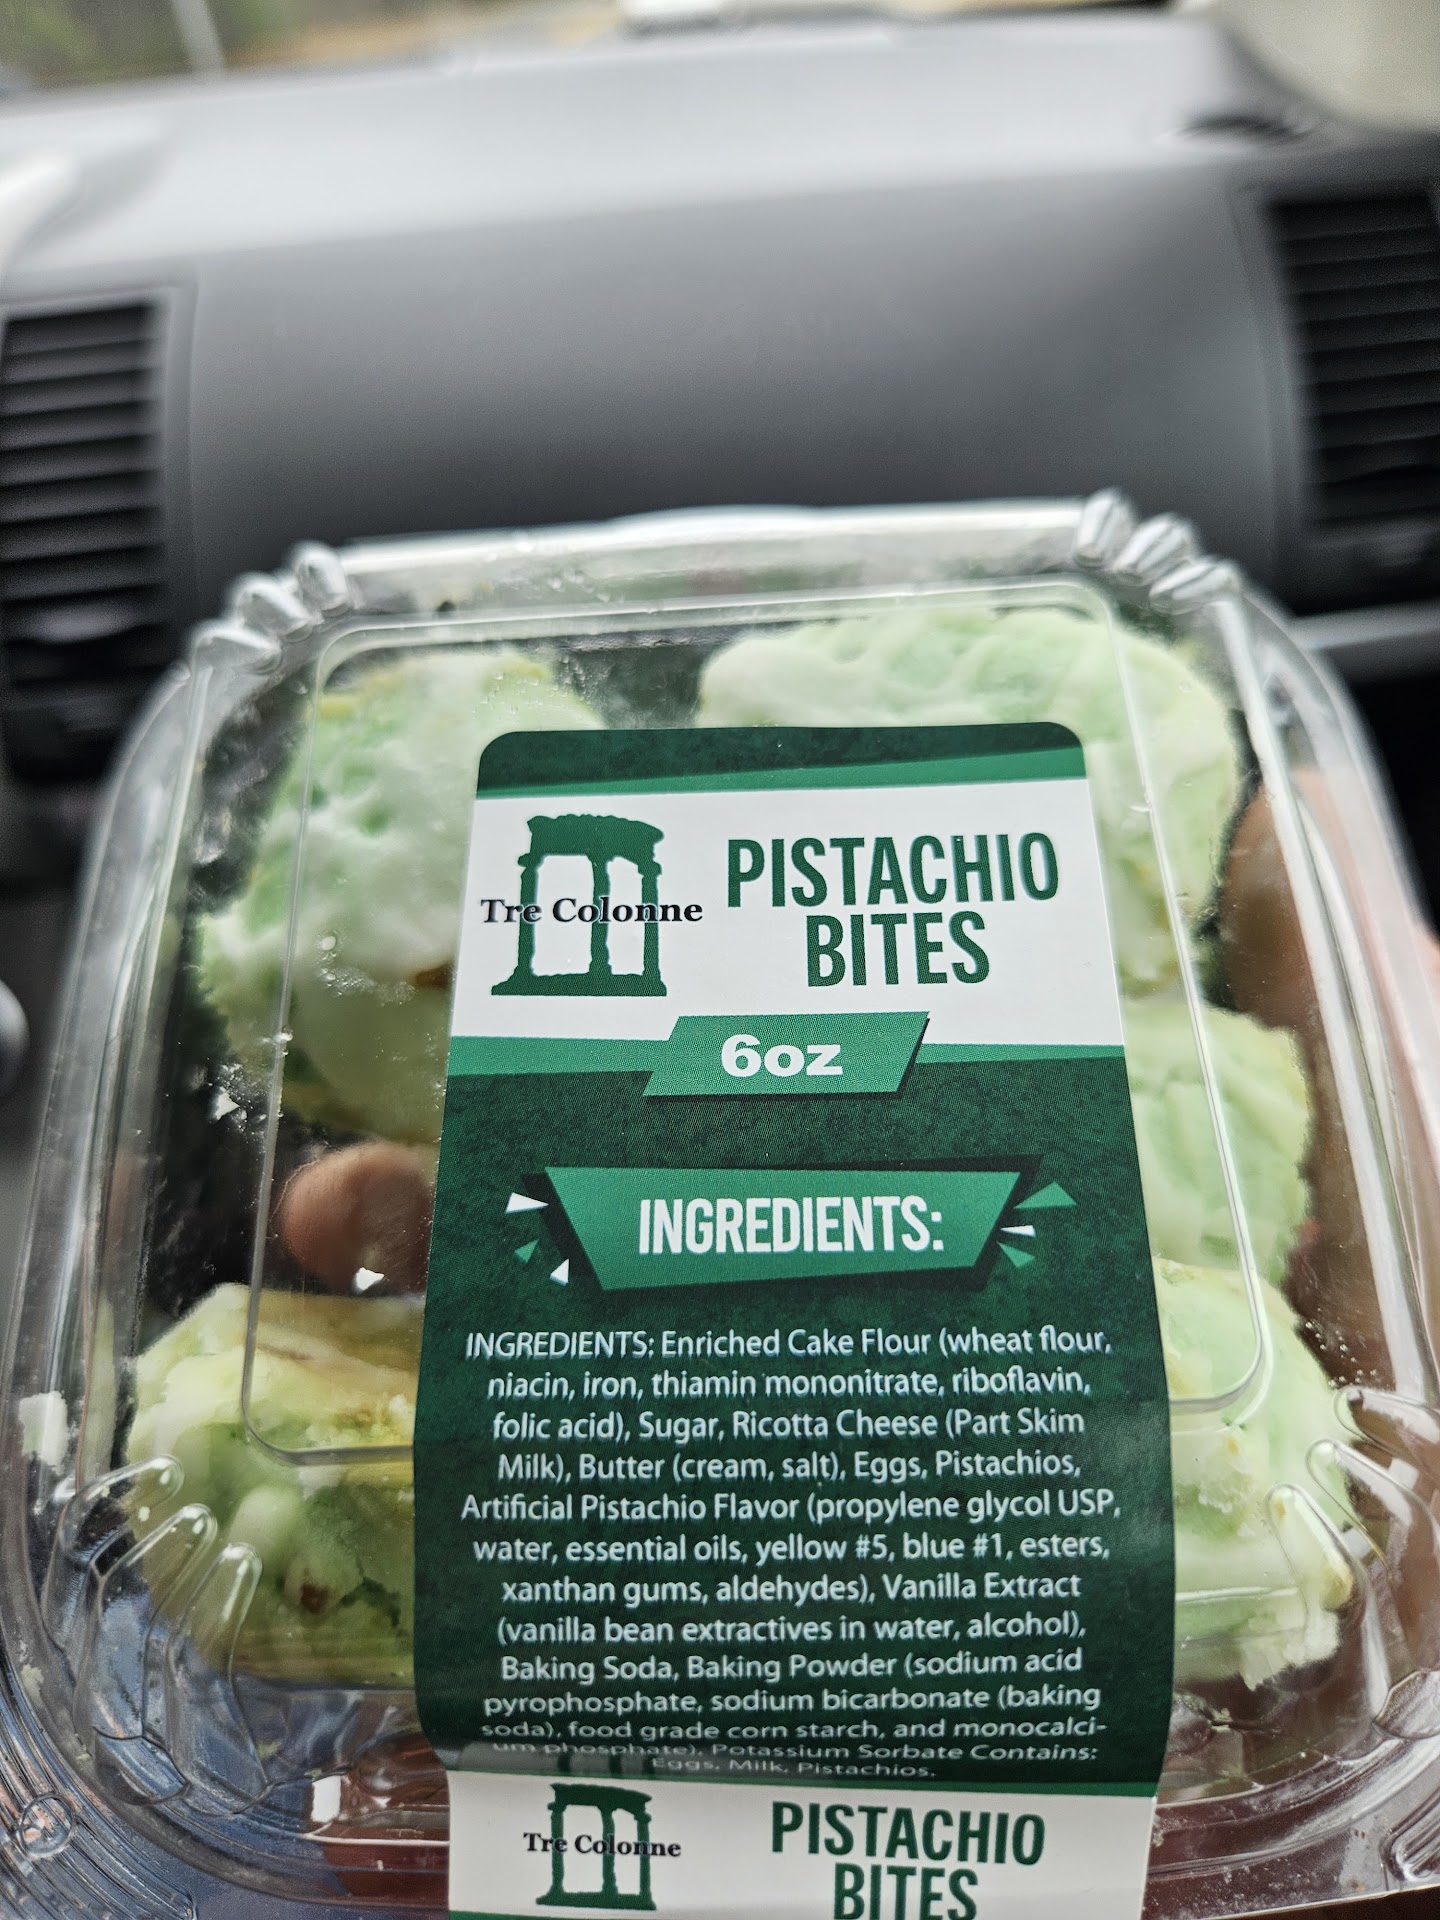 Tre Colonne
PISTACHIO
BITES
6oz
INGREDIENTS:
INGREDIENTS: Enriched Cake Flour (wheat flour,
niacin, iron, thiamin mononitrate, riboflavin,
folic acid), Sugar, Ricotta Cheese (Part Skim
Milk), Butter (cream, salt), Eggs, Pistachios,
Artificial Pistachio Flavor (propylene glycol USP,
water, essential oils, yellow #5, blue #1, esters,
xanthan gums, aldehydes), Vanilla Extract
(vanilla bean extractives in water, alcohol),
Baking Soda, Baking Powder (sodium acid
pyrophosphate, sodium bicarbonate (baking
soda), food grade corn starch, and monocalci-
um phosphate), Potassium Sorbate Contains:
Eggs, Milk, Pistachios.
Tre Colonne
PISTACHIO
BITES